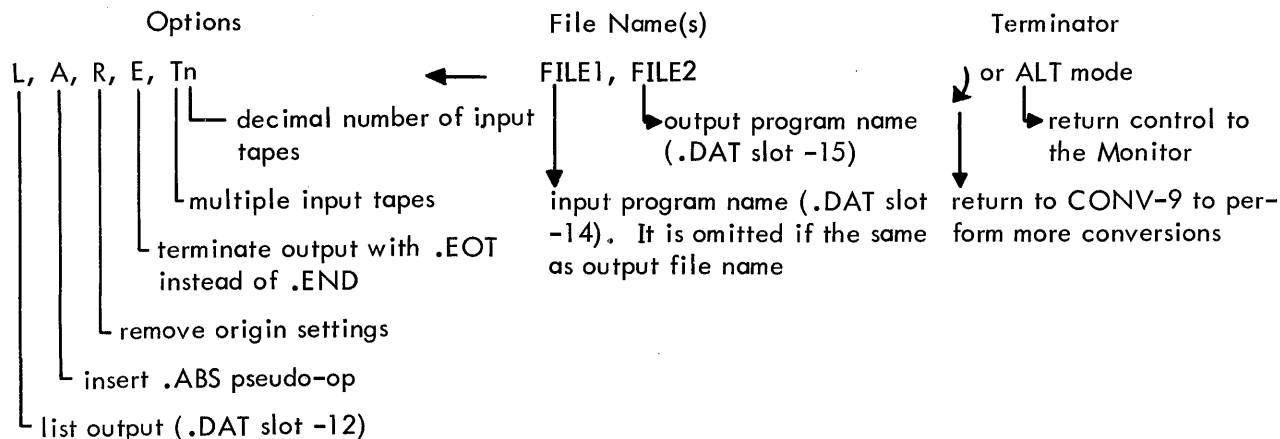 Options File Name(s) Terminator
L, A, R, E, Tn ← FILE1, FILE2 ⤸ or ALT mode
decimal number of input
tapes
output program name
(.DAT slot -15)
return control to
the Monitor
multiple input tapes
input program name (.DAT slot
-14). It is omitted if the same
as output file name
return to CONV-9 to per-
form more conversions
terminate output with .EOT
instead of .END
remove origin settings
insert .ABS pseudo-op
list output (.DAT slot -12)